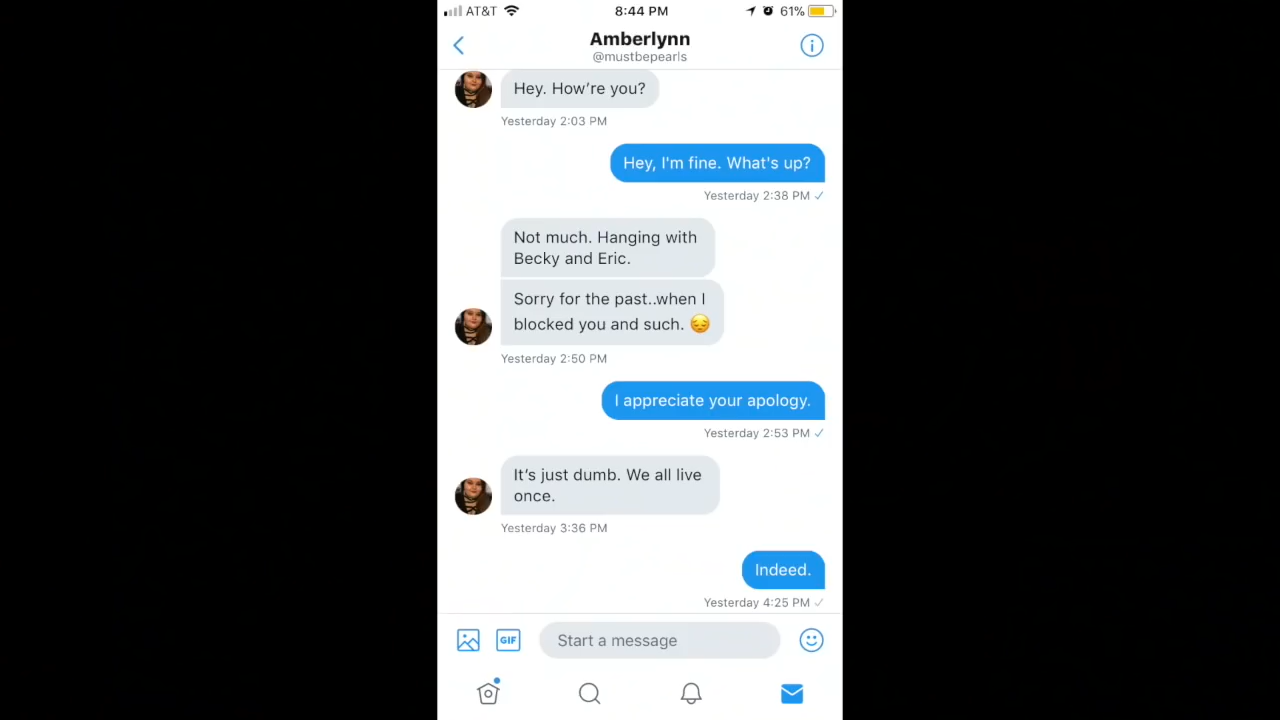 AT&T 8:44 PM 61%
Amberlynn
@mustbepearls
Hey. How’re you?
Yesterday 2:03 PM
Hey, I'm fine. What's up?
Yesterday 2:38 PM
Not much. Hanging with
Becky and Eric.
Sorry for the past..when I
blocked you and such. 😔
Yesterday 2:50 PM
I appreciate your apology.
Yesterday 2:53 PM
It’s just dumb. We all live
once.
Yesterday 3:36 PM
Indeed.
Yesterday 4:25 PM
GIF Start a message